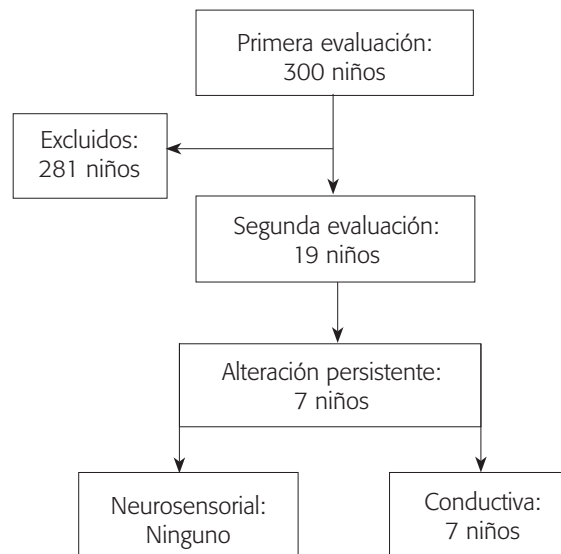 Primera evaluación:
300 niños
Excluidos:
281 niños
Segunda evaluación:
19 niños
Alteración persistente:
7 niños
Neurosensorial:
Ninguno
Conductiva:
7 niños